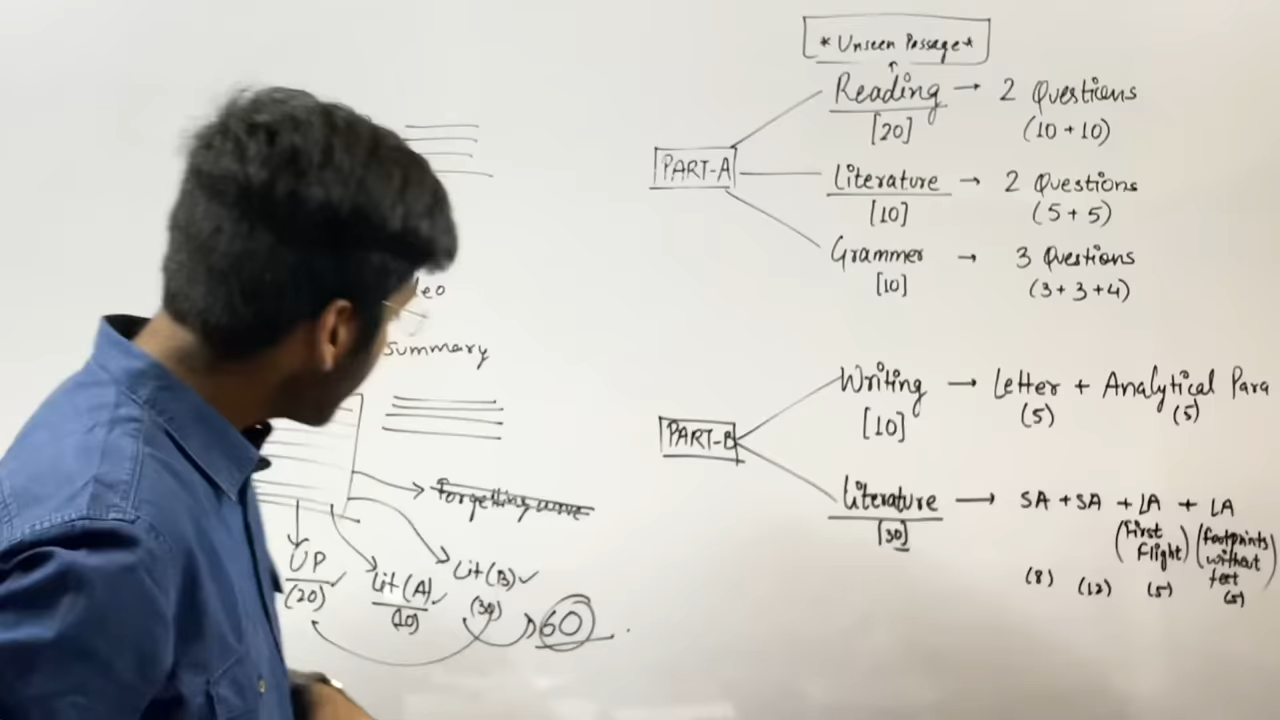 * Unseen Passage *
Reading → 2 Questions
[20] (10 + 10)
PART-A
Literature → 2 Questions
[10] (5 + 5)
Grammer → 3 Questions
[10] (3 + 3 + 4)
Writing → Letter + Analytical Para
[10] (5) (5)
PART-B
Literature → SA + SA + LA + LA
[30] (First Flight) (footprints without feet)
(8) (12) (5) (5)
summary
Forgetting curve
UP Lit(A) Lit(B)
(20) (10) (30) 60